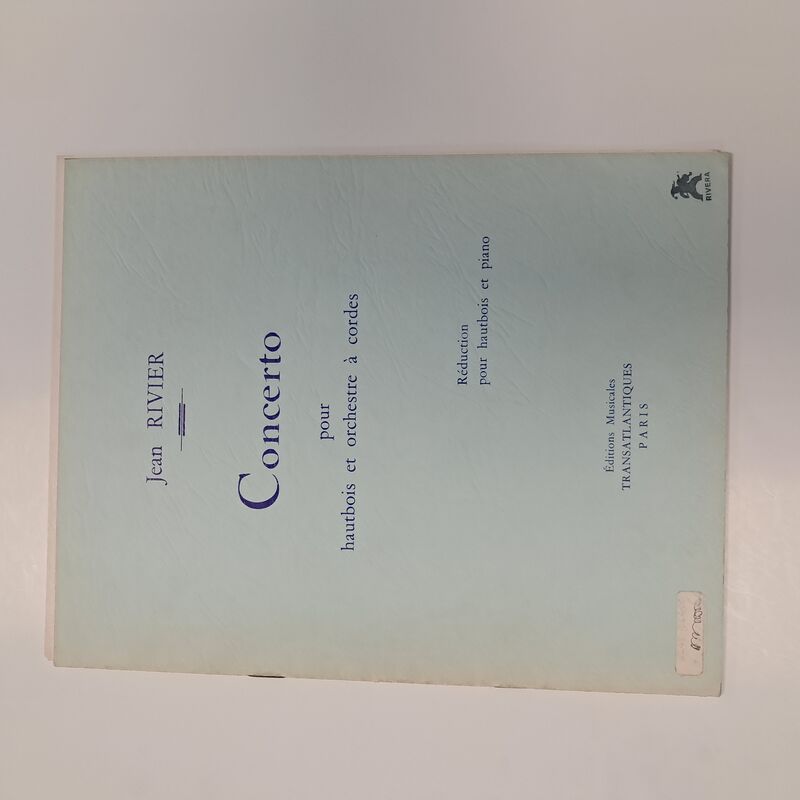 Jean RIVIER
Concerto
pour
hautbois et orchestre à cordes
Réduction
pour hautbois et piano
Éditions Musicales
TRANSATLANTIQUES
PARIS
RIVERA